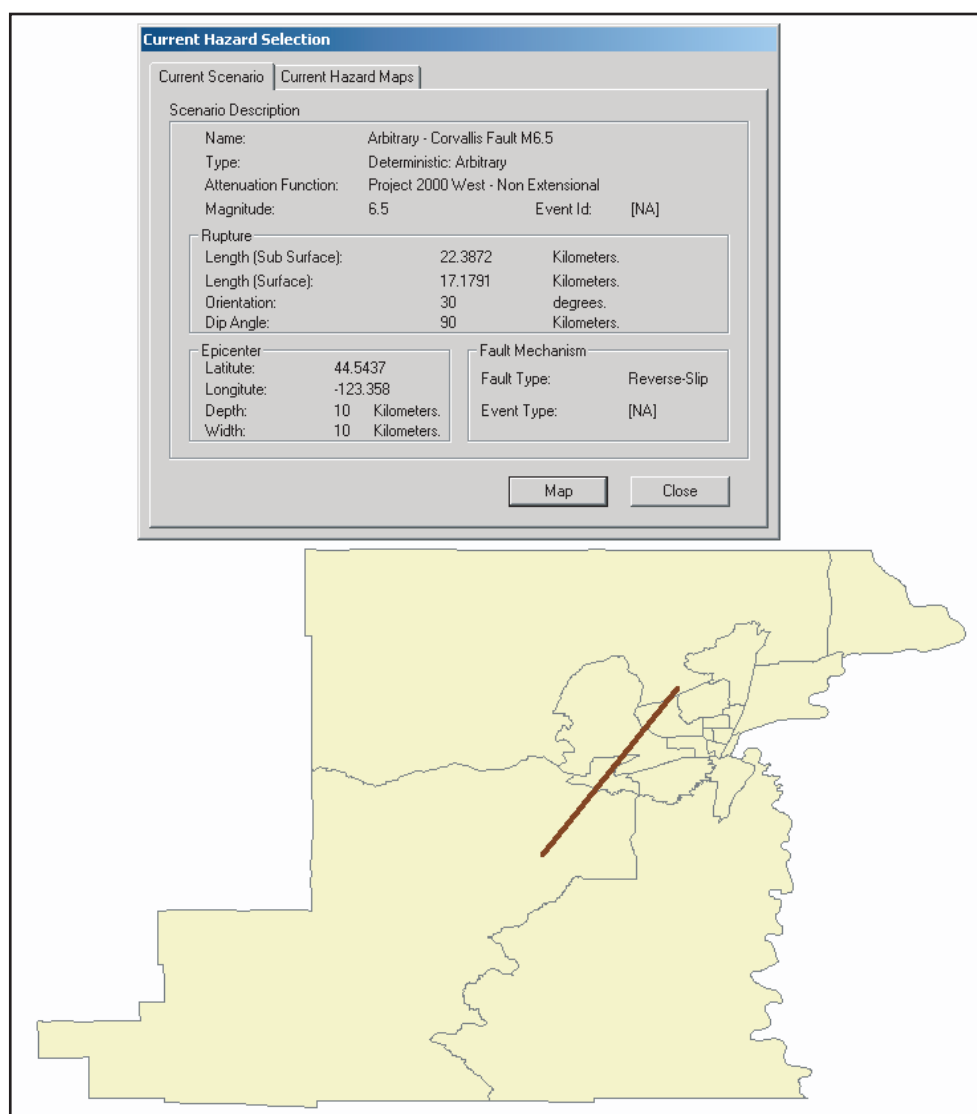 Current Hazard Selection
Current Scenario Current Hazard Maps
Scenario Description
Name: Arbitrary - Corvallis Fault M6.5
Type: Deterministic: Arbitrary
Attenuation Function: Project 2000 West - Non Extensional
Magnitude: 6.5 Event Id: [NA]
Rupture
Length (Sub Surface): 22.3872 Kilometers.
Length (Surface): 17.1791 Kilometers.
Orientation: 30 degrees.
Dip Angle: 90 Kilometers.
Epicenter
Latitute: 44.5437
Longitute: -123.358
Depth: 10 Kilometers.
Width: 10 Kilometers.
Fault Mechanism
Fault Type: Reverse-Slip
Event Type: [NA]
Map Close